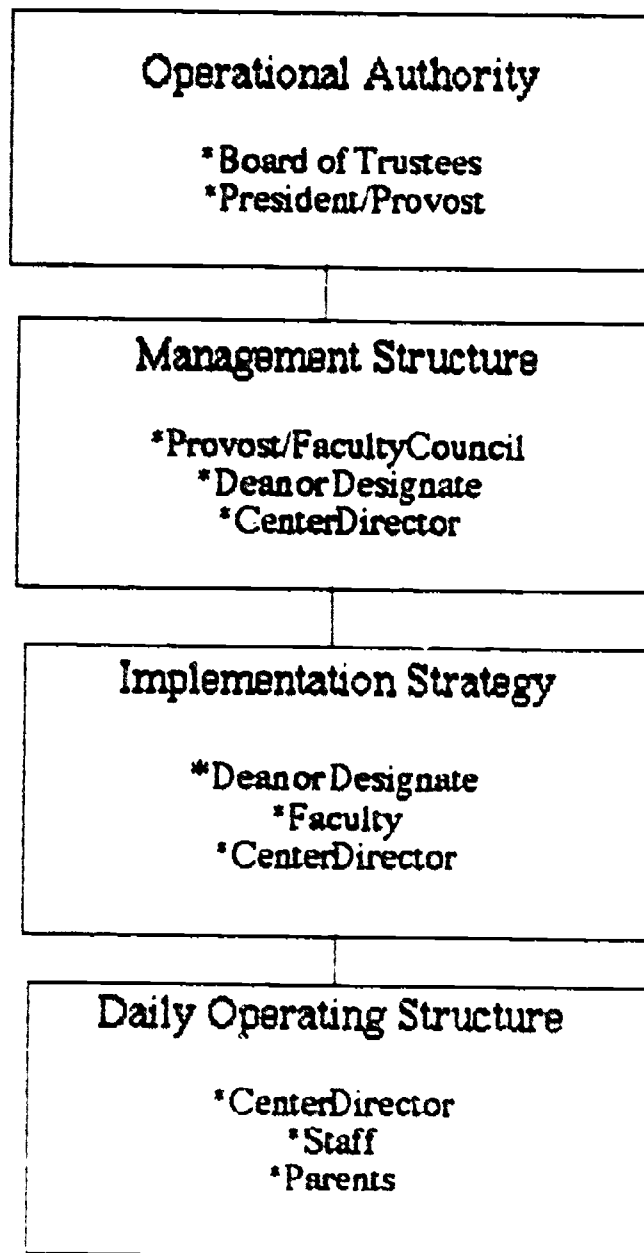 Operational Authority
*Board of Trustees
*President/Provost
Management Structure
*Provost/FacultyCouncil
*DeanorDesignate
*CenterDirector
Implementation Strategy
*DeanorDesignate
*Faculty
*CenterDirector
Daily Operating Structure
*CenterDirector
*Staff
*Parents